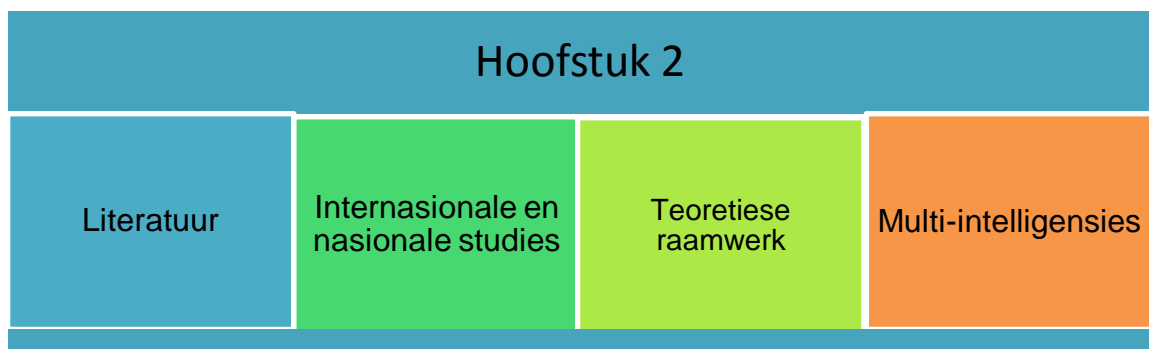 Hoofstuk 2
Literatuur
Internasionale en
nasionale studies
Teoretiese
raamwerk
Multi-intelligensies